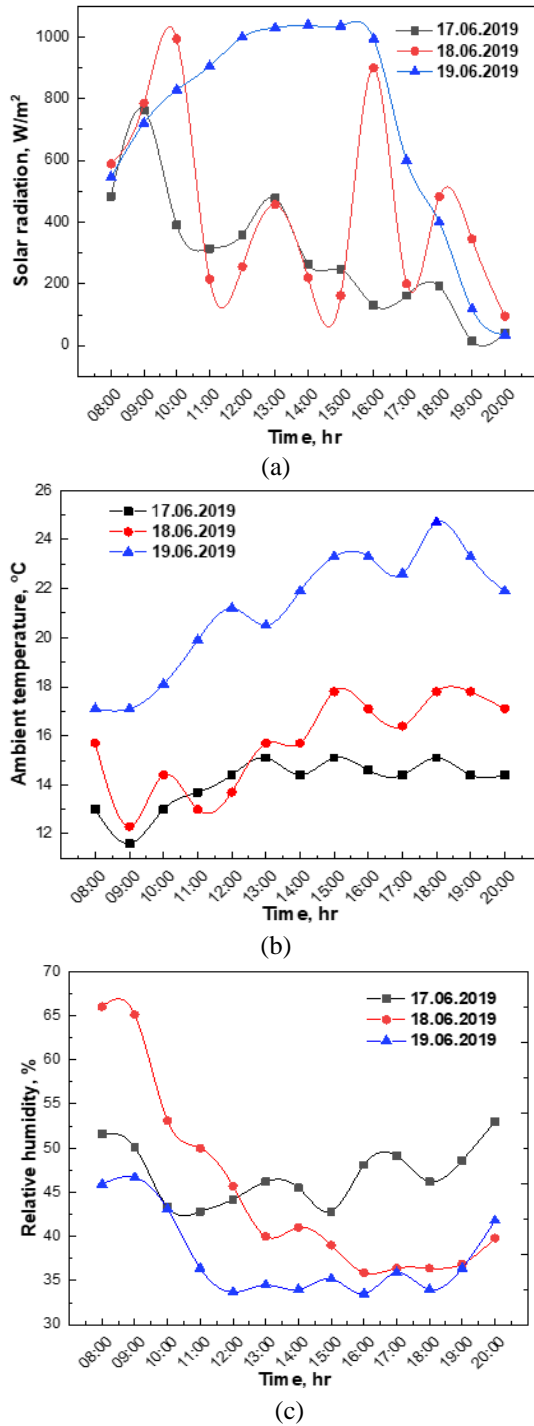 17.06.2019
18.06.2019
19.06.2019
Solar radiation, W/m²
1000
800
600
400
200
0
08:00 09:00 10:00 11:00 12:00 13:00 14:00 15:00 16:00 17:00 18:00 19:00 20:00
Time, hr
(a)
17.06.2019
18.06.2019
19.06.2019
Ambient temperature, °C
26
24
22
20
18
16
14
12
08:00 09:00 10:00 11:00 12:00 13:00 14:00 15:00 16:00 17:00 18:00 19:00 20:00
Time, hr
(b)
17.06.2019
18.06.2019
19.06.2019
Relative humidity, %
70
65
60
55
50
45
40
35
30
08:00 09:00 10:00 11:00 12:00 13:00 14:00 15:00 16:00 17:00 18:00 19:00 20:00
Time, hr
(c)